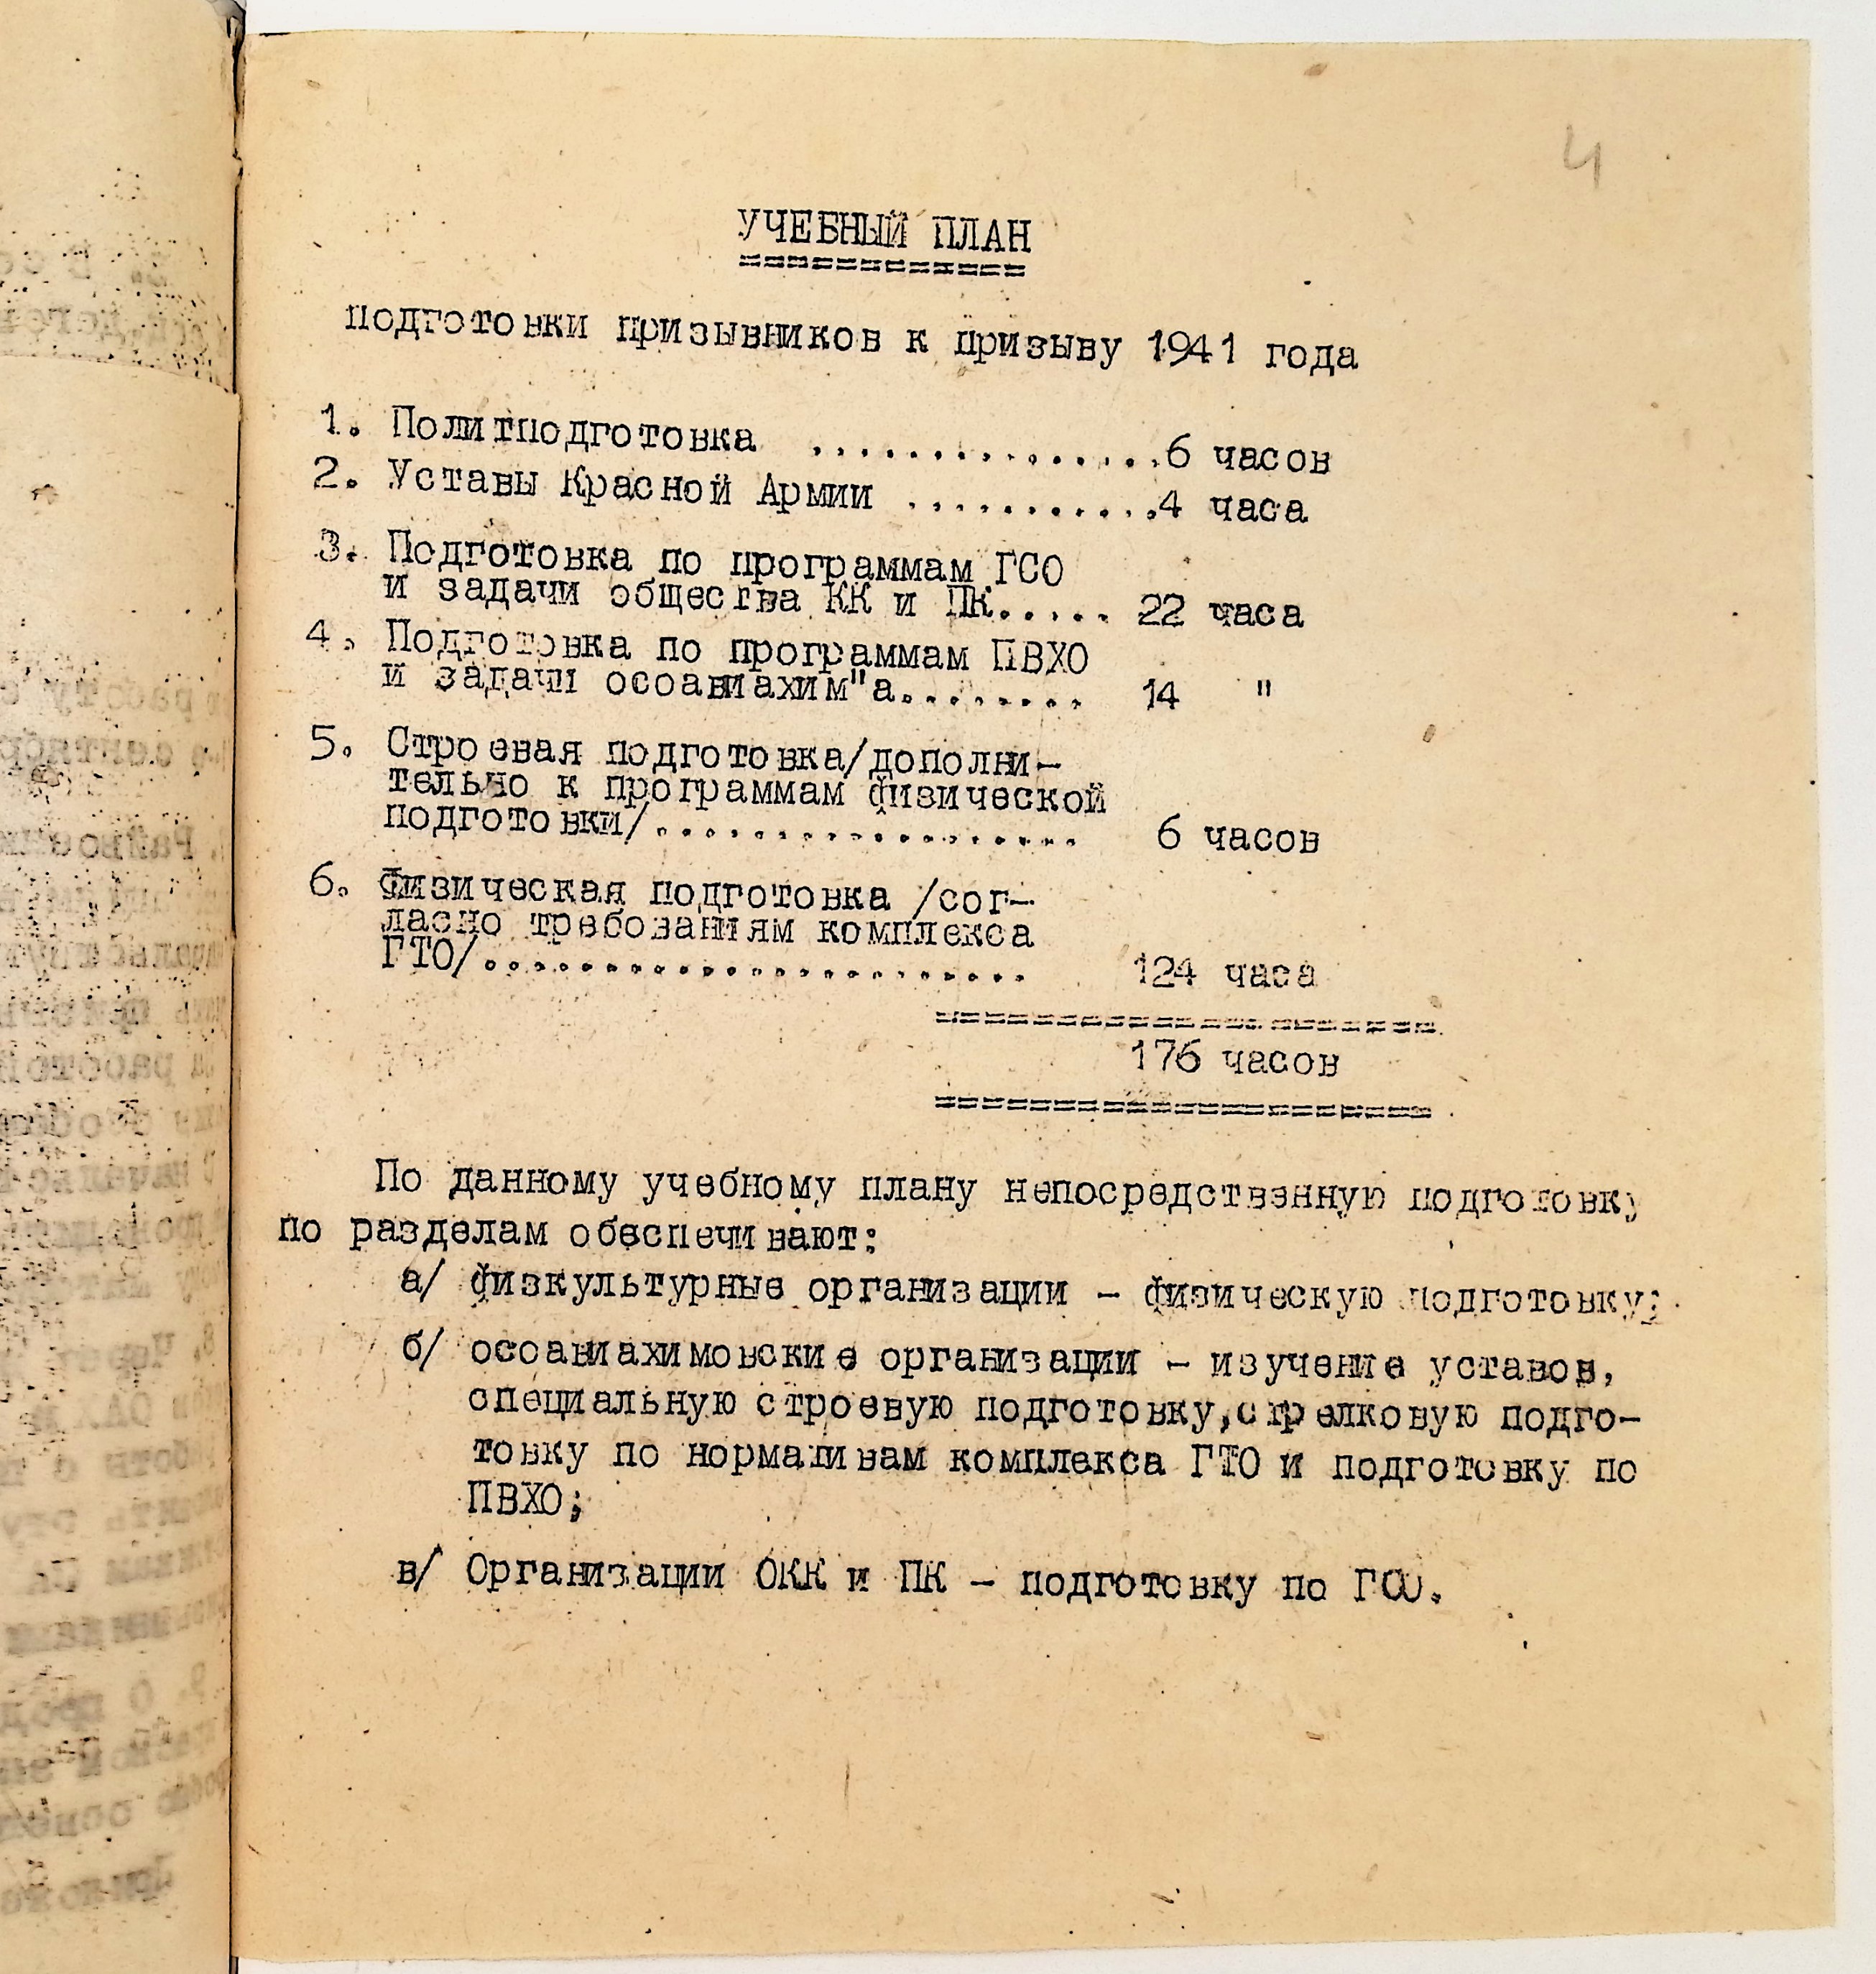 4
УЧЕБНЫЙ ПЛАН
============
подготовки призывников к призыву 1941 года
1. Политподготовка ...............6 часов
2. Уставы Красной Армии ...........4 часа
3. Подготовка по программам ГСО
и задачи общества КК и ПК..... 22 часа
4. Подготовка по программам ПВХО
и задачи осоавиахим"а........ 14 "
5. Строевая подготовка/дополни-
тельно к программам физической
подготовки/.................. 6 часов
6. Физическая подготовка /сог-
ласно требованиям комплекса
ГТО/....................... 124 часа
=====================
176 часов
=====================
По данному учебному плану непосредственную подготовку
по разделам обеспечивают:
а/ физкультурные организации - физическую подготовку;
б/ осоавиахимовские организации - изучение уставов,
специальную строевую подготовку,стрелковую подго-
товку по нормативам комплекса ГТО и подготовку по
ПВХО;
в/ Организации ОКК и ПК - подготовку по ГСО.